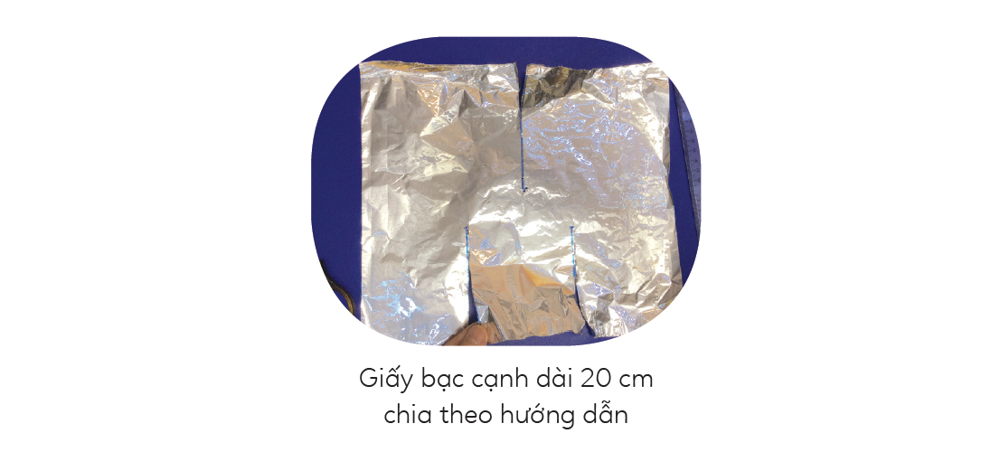 Giấy bạc cạnh dài 20 cm
chia theo hướng dẫn